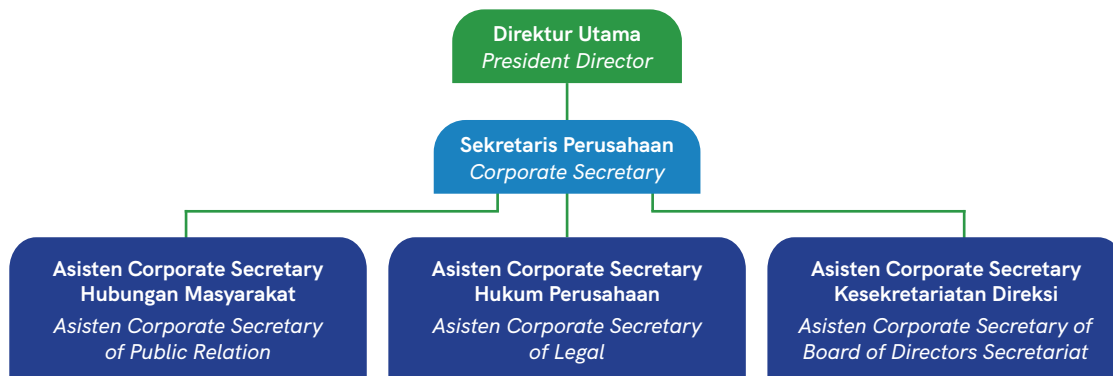 Direktur Utama
President Director
Sekretaris Perusahaan
Corporate Secretary
Asisten Corporate Secretary
Hubungan Masyarakat
Asisten Corporate Secretary
of Public Relation
Asisten Corporate Secretary
Hukum Perusahaan
Asisten Corporate Secretary
of Legal
Asisten Corporate Secretary
Kesekretariatan Direksi
Asisten Corporate Secretary of
Board of Directors Secretariat